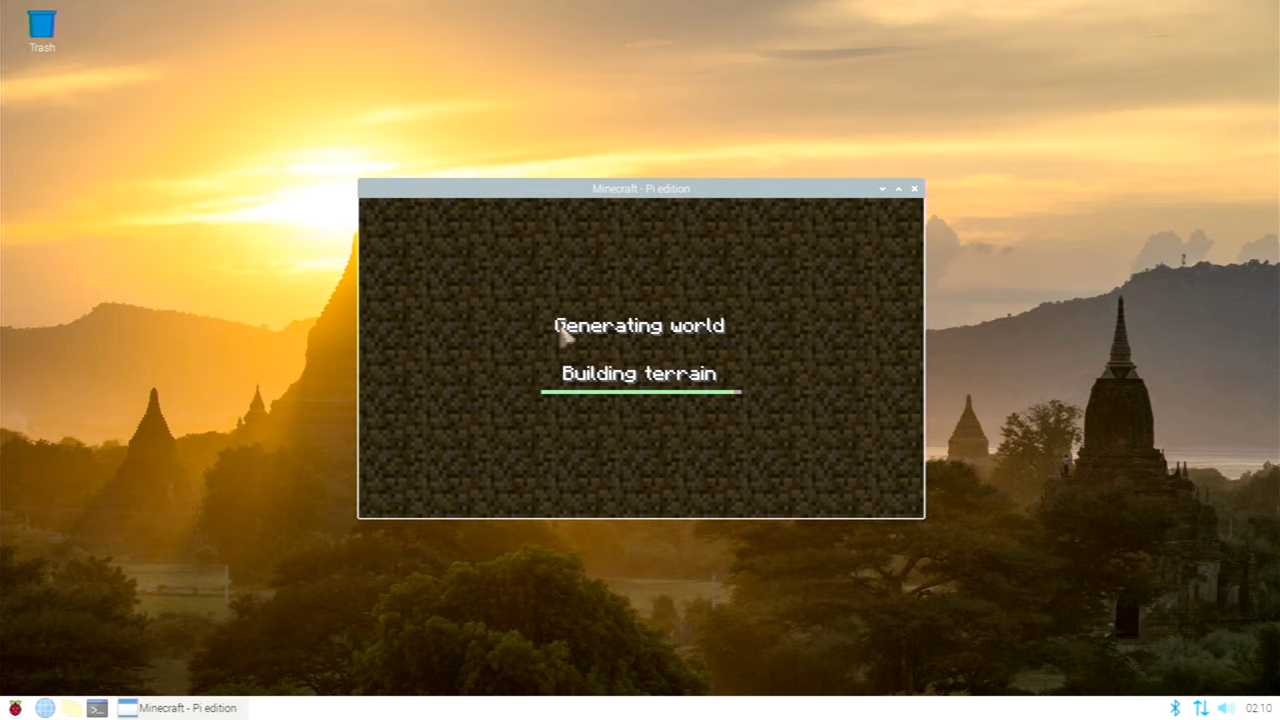 Trash
Minecraft - Pi edition
Generating world
Building terrain
Minecraft - Pi edition
02:10